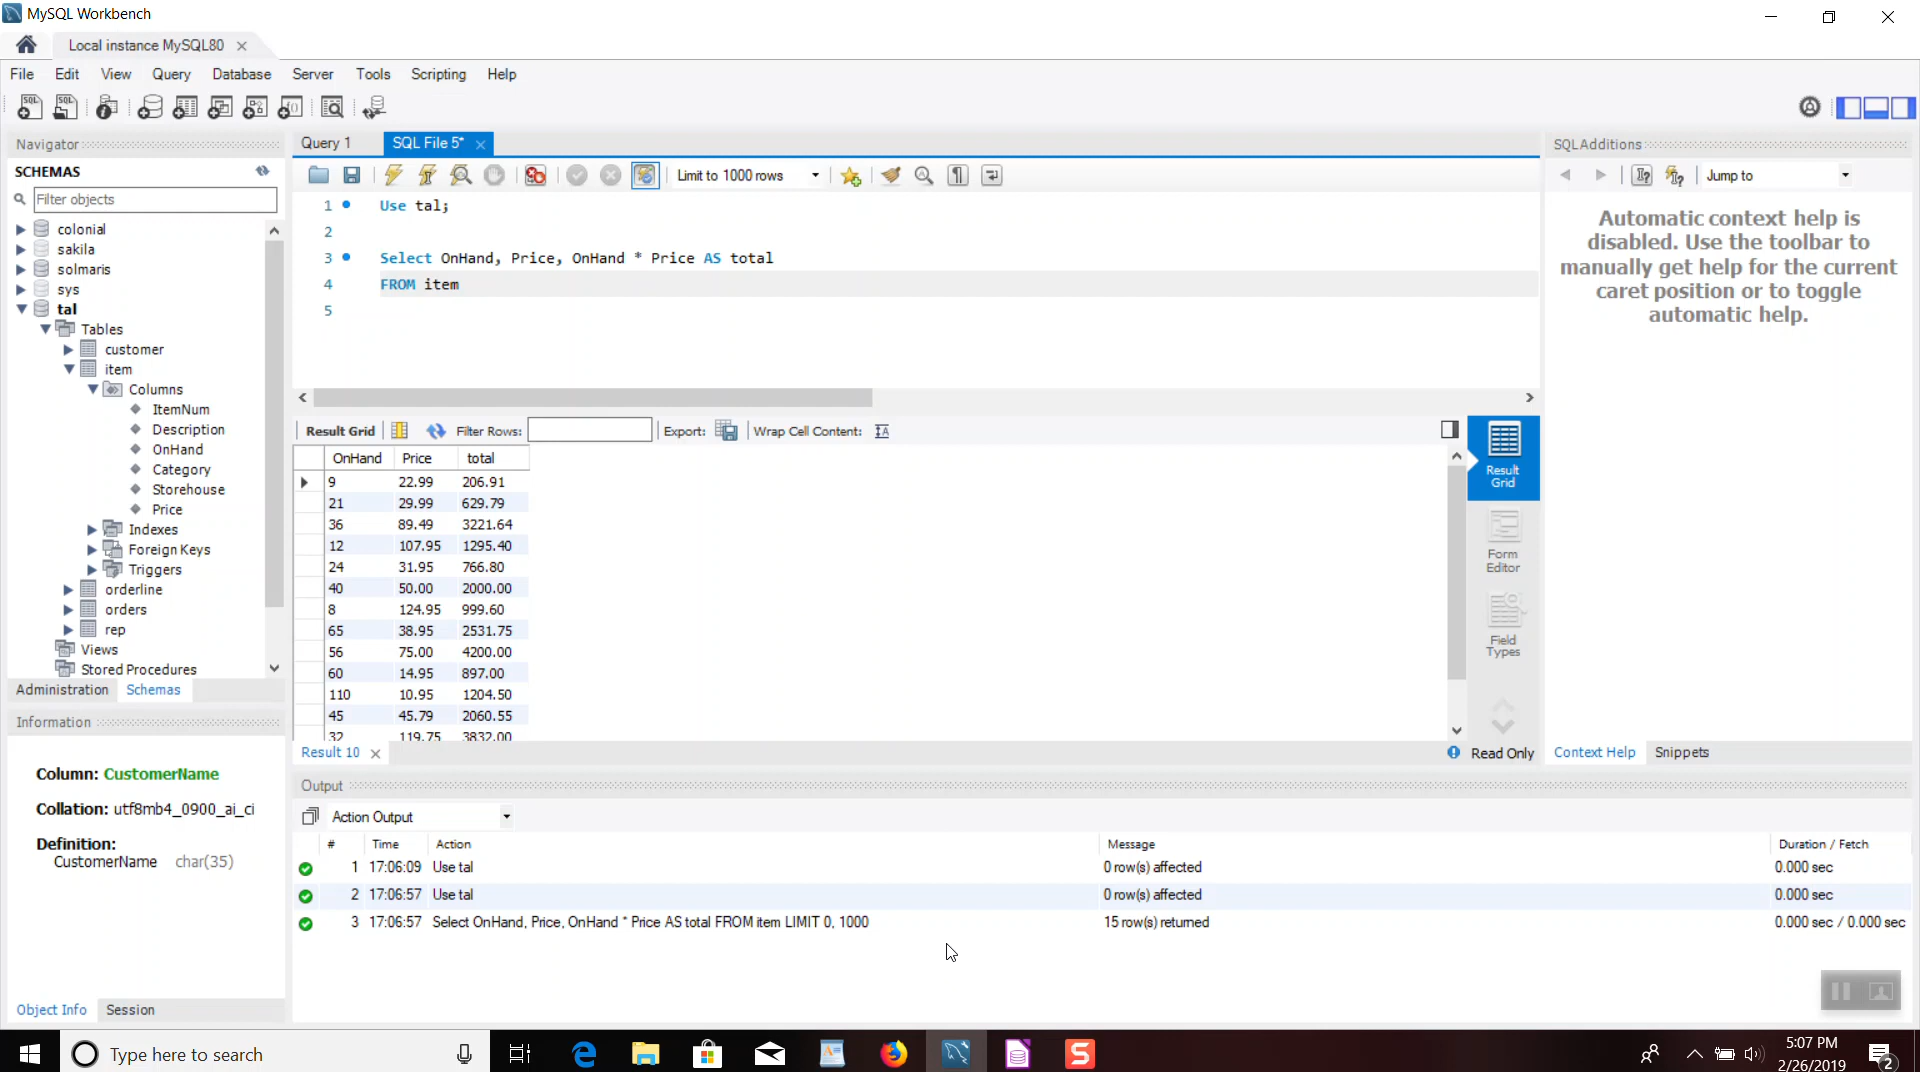 MySQL Workbench
Local instance MySQL80
File Edit View Query Database Server Tools Scripting Help
Navigator
SCHEMAS
Filter objects
colonial
sakila
solmaris
sys
tal
Tables
customer
item
Columns
ItemNum
Description
OnHand
Category
Storehouse
Price
Indexes
Foreign Keys
Triggers
orderline
orders
rep
Views
Stored Procedures
Administration Schemas
Information
Column: CustomerName
Collation: utf8mb4_0900_ai_ci
Definition:
CustomerName char(35)
Object Info Session
Query 1 SQL File 5*
Limit to 1000 rows
1 Use tal;
2
3 Select OnHand, Price, OnHand * Price AS total
4 FROM item
5
Result Grid Filter Rows: Export: Wrap Cell Content:
OnHand Price total
9 22.99 206.91
21 29.99 629.79
36 89.49 3221.64
12 107.95 1295.40
24 31.95 766.80
40 50.00 2000.00
8 124.95 999.60
65 38.95 2531.75
56 75.00 4200.00
60 14.95 897.00
110 10.95 1204.50
45 45.79 2060.55
32 119.75 3832.00
Result Grid
Form Editor
Field Types
Result 10
Read Only
SQLAdditions
Jump to
Automatic context help is
disabled. Use the toolbar to
manually get help for the current
caret position or to toggle
automatic help.
Context Help Snippets
Output
Action Output
# Time Action Message Duration / Fetch
1 17:06:09 Use tal 0 row(s) affected 0.000 sec
2 17:06:57 Use tal 0 row(s) affected 0.000 sec
3 17:06:57 Select OnHand, Price, OnHand * Price AS total FROM item LIMIT 0, 1000 15 row(s) returned 0.000 sec / 0.000 sec
Type here to search
5:07 PM
2/26/2019
2